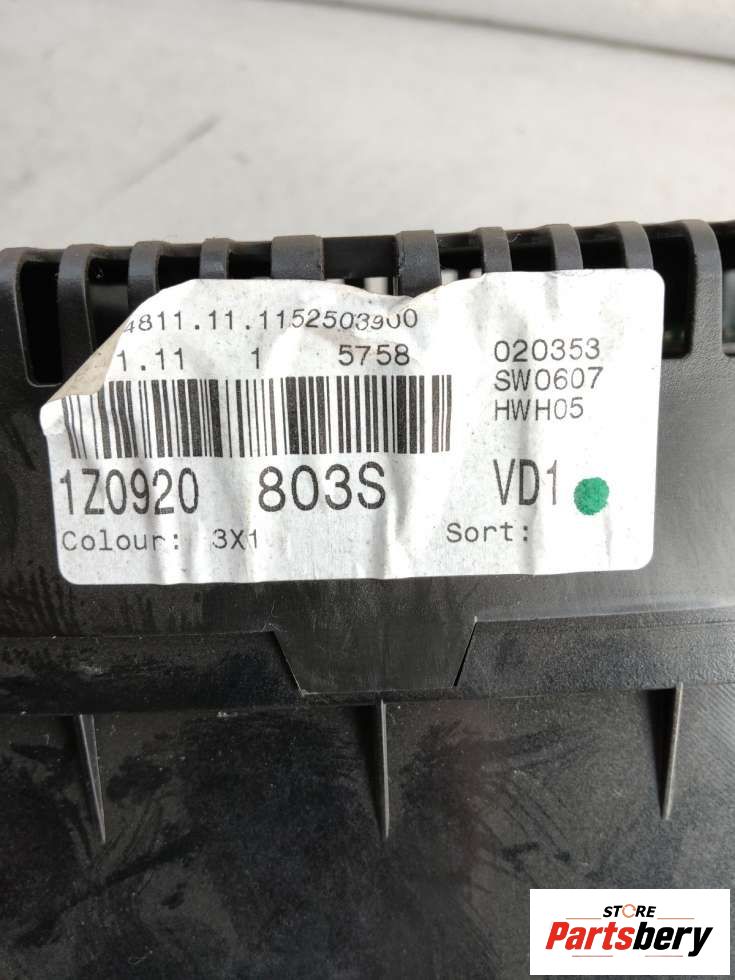 4811.11.1152503900
1.11 1 5758 020353
SW0607
HWH05
1Z0920 803S VD1
Colour: 3X1 Sort:
STORE
Partsbery